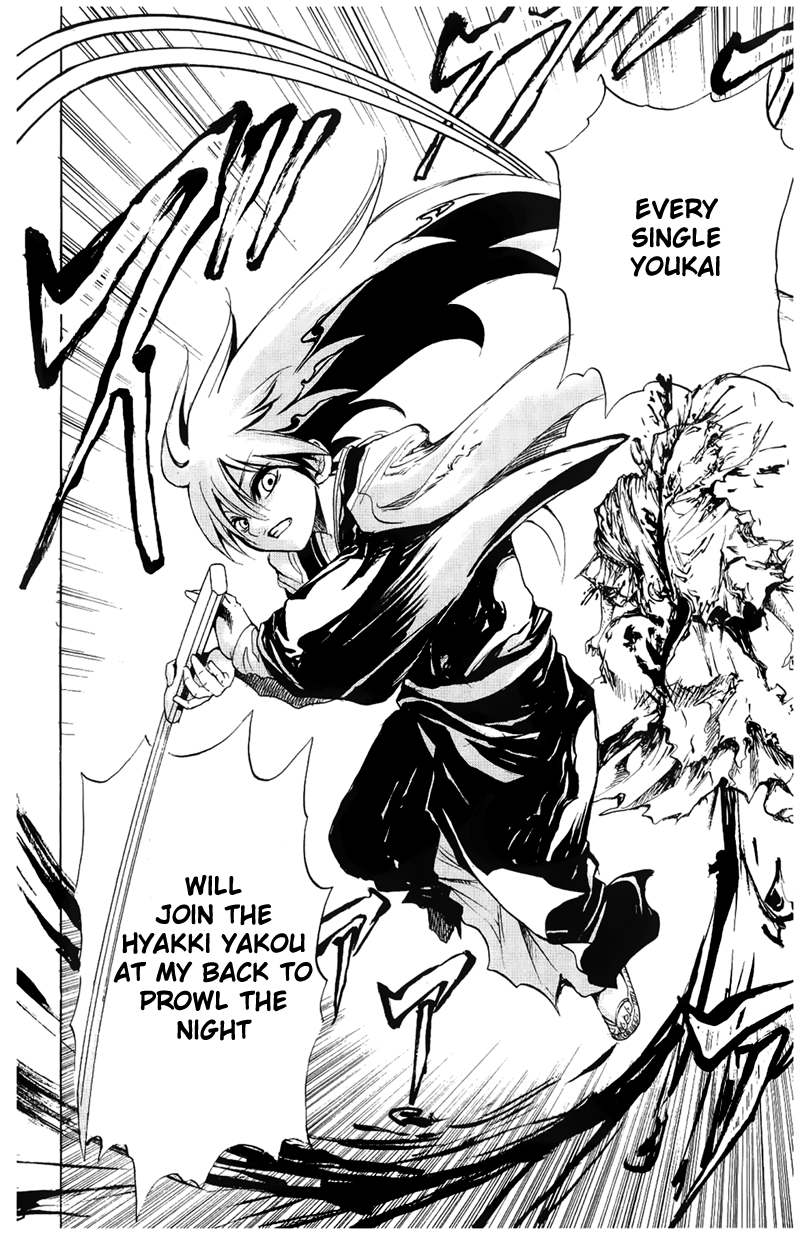 EVERY
SINGLE
YOUKAI
WILL
JOIN THE
HYAKKI YAKOU
AT MY BACK TO
PROWL THE
NIGHT